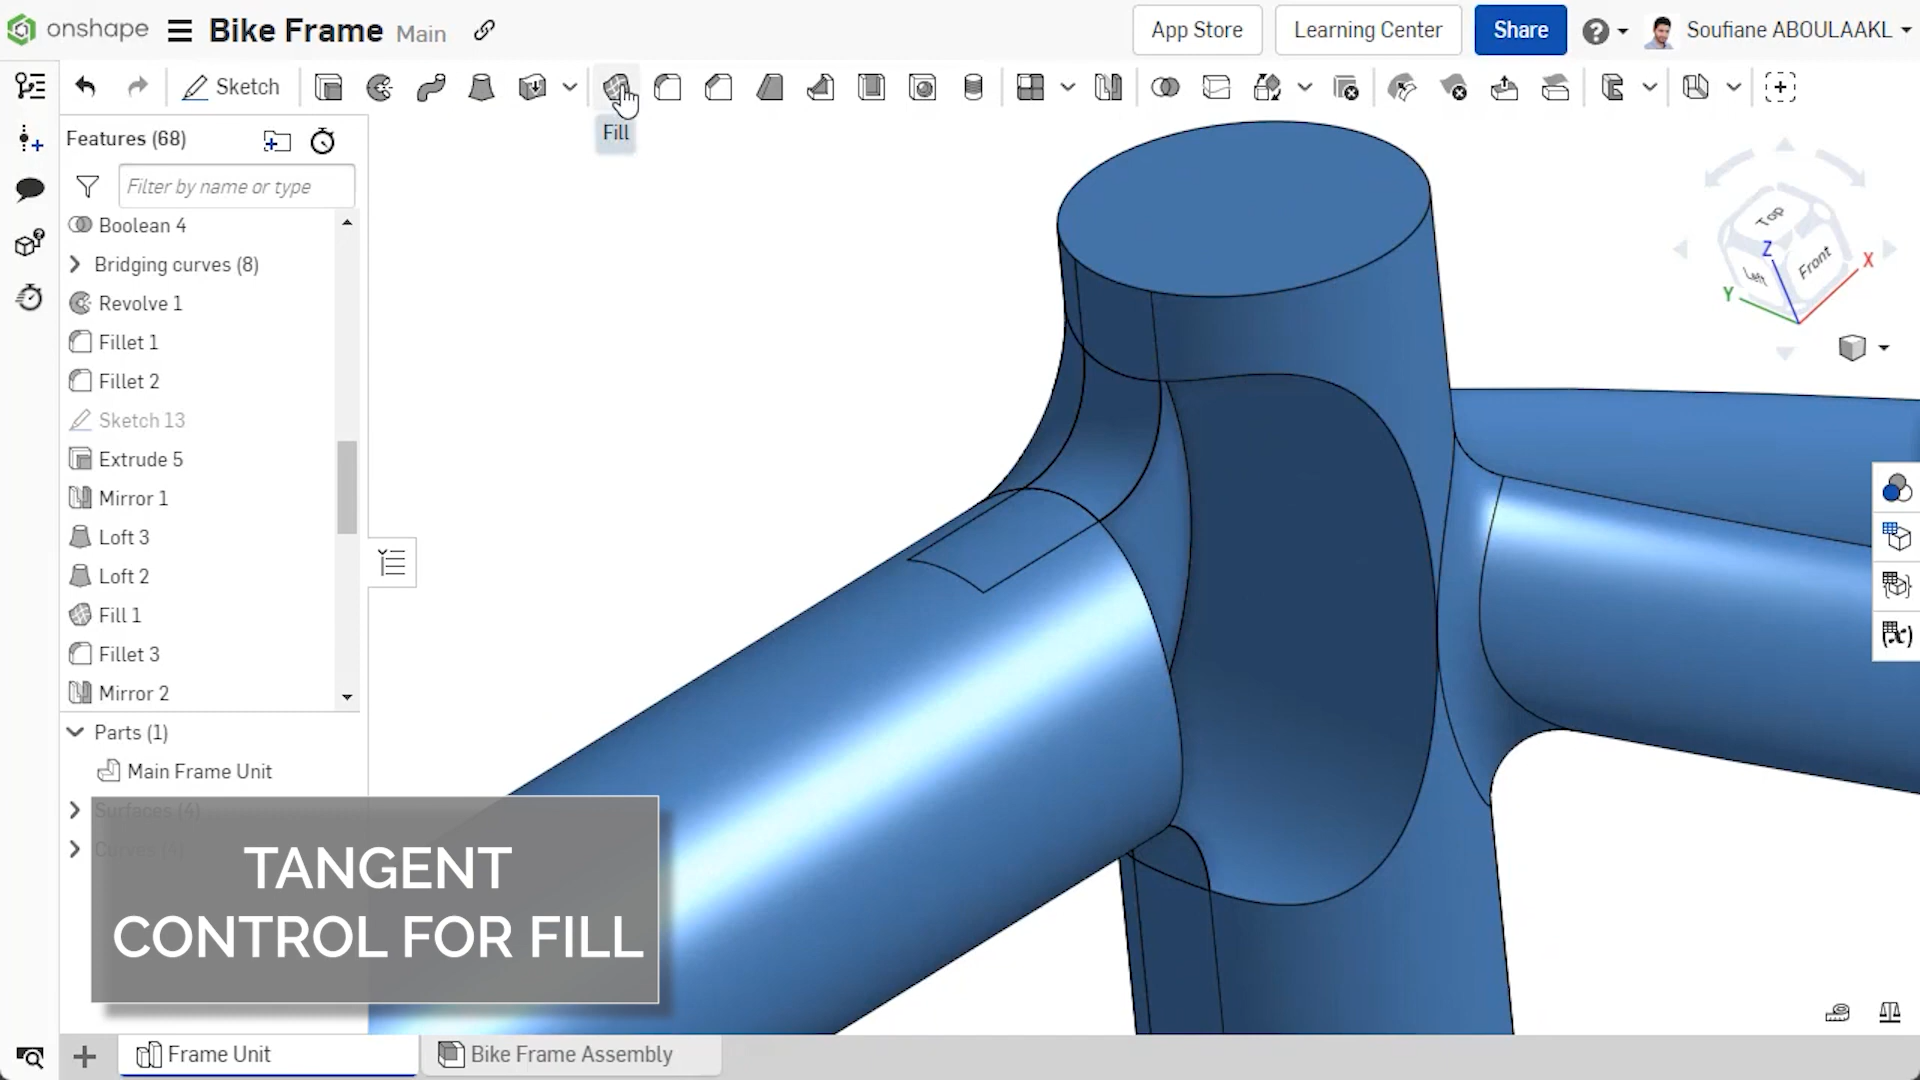 onshape
Bike Frame Main
App Store
Learning Center
Share
Soufiane ABOULAAKL
Sketch
Fill
Features (68)
Filter by name or type
Boolean 4
Bridging curves (8)
Revolve 1
Fillet 1
Fillet 2
Sketch 13
Extrude 5
Mirror 1
Loft 3
Loft 2
Fill 1
Fillet 3
Mirror 2
Parts (1)
Main Frame Unit
Surfaces (4)
Curves (4)
TANGENT
CONTROL FOR FILL
Top
Left
Front
Z
X
Y
(x)
Frame Unit
Bike Frame Assembly